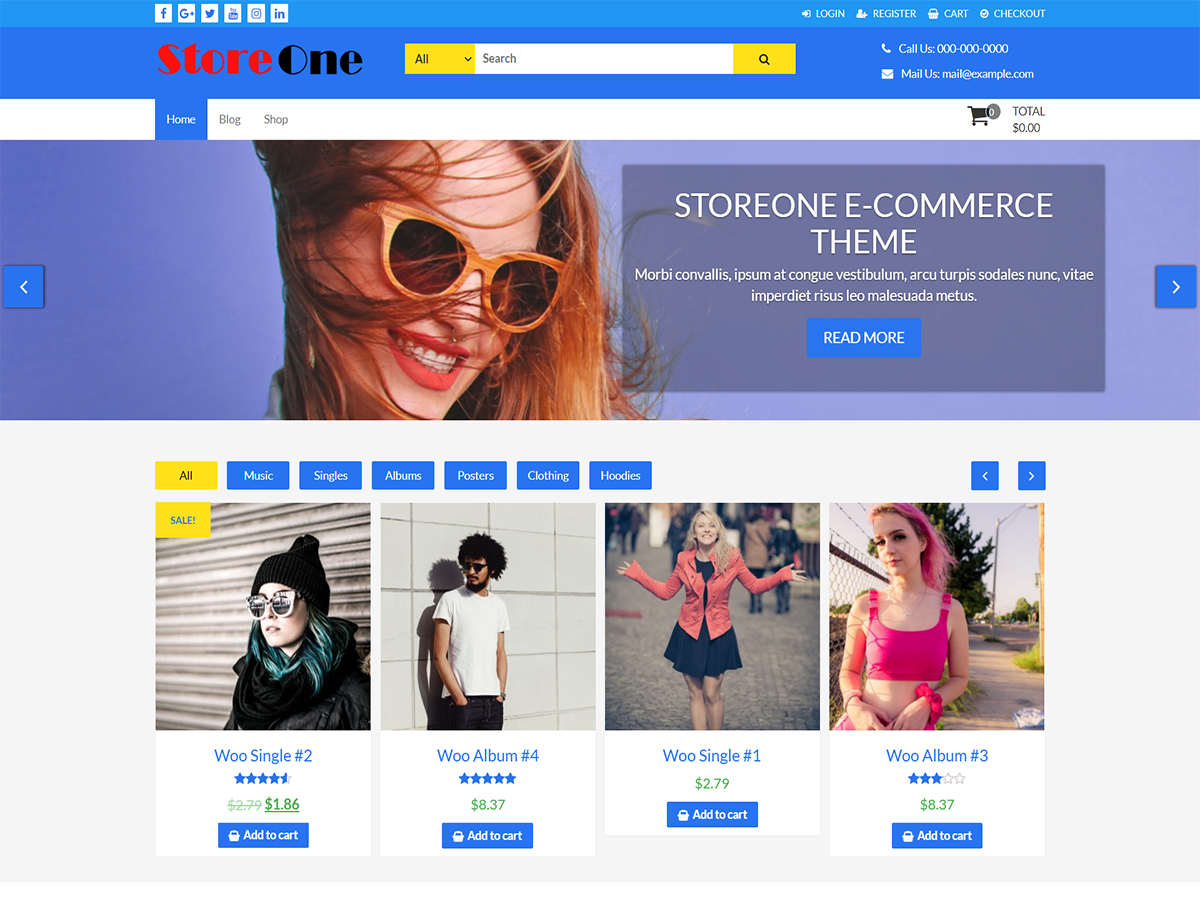 LOGIN REGISTER CART CHECKOUT
Store One
All Search
Call Us: 000-000-0000
Mail Us: mail@example.com
Home Blog Shop
0
TOTAL
$0.00
STOREONE E-COMMERCE
THEME
Morbi convallis, ipsum at congue vestibulum, arcu turpis sodales nunc, vitae
imperdiet risus leo malesuada metus.
READ MORE
All Music Singles Albums Posters Clothing Hoodies
SALE!
Woo Single #2
$2.79 $1.86
Add to cart
Woo Album #4
$8.37
Add to cart
Woo Single #1
$2.79
Add to cart
Woo Album #3
$8.37
Add to cart